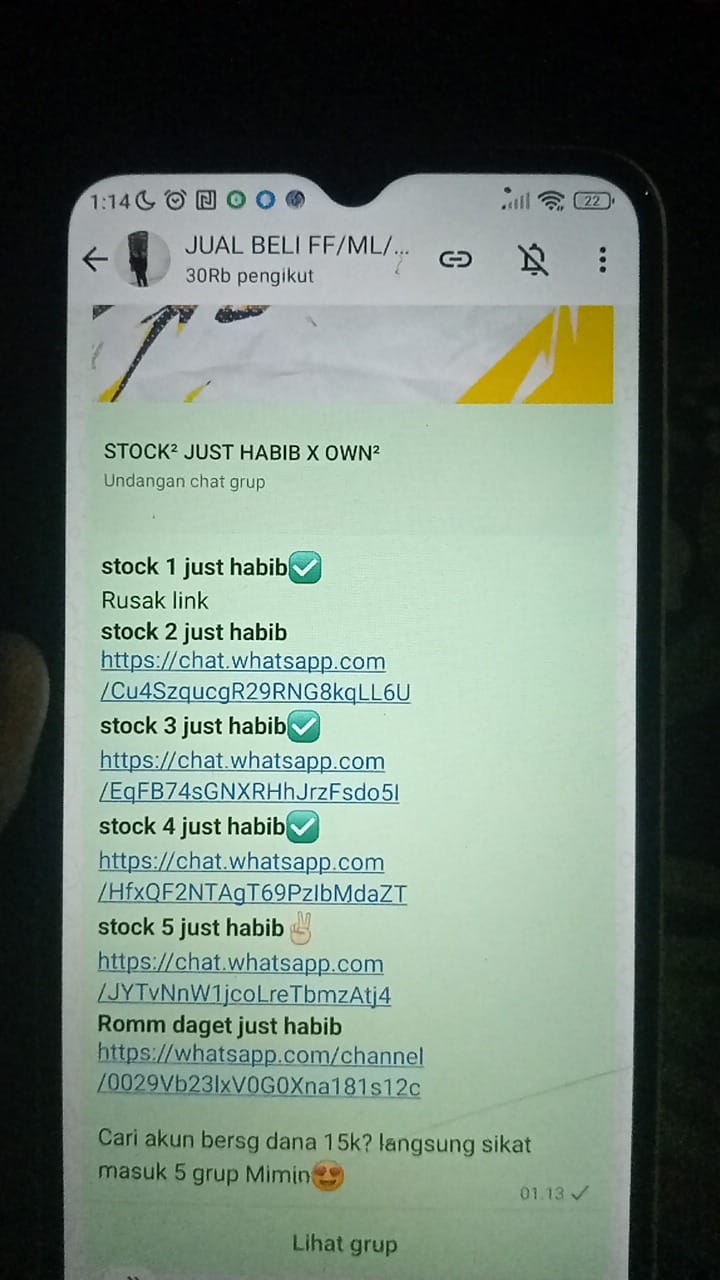 1:14
22
JUAL BELI FF/ML/...
30Rb pengikut
STOCK² JUST HABIB X OWN²
Undangan chat grup
stock 1 just habib✅
Rusak link
stock 2 just habib
https://chat.whatsapp.com
/Cu4SzqucgR29RNG8kqLL6U
stock 3 just habib✅
https://chat.whatsapp.com
/EqFB74sGNXRHhJrzFsdo5I
stock 4 just habib✅
https://chat.whatsapp.com
/HfxQF2NTAgT69PzIbMdaZT
stock 5 just habib✌🏻
https://chat.whatsapp.com
/JYTvNnW1jcoLreTbmzAtj4
Romm daget just habib
https://whatsapp.com/channel
/0029Vb23IxV0G0Xna181s12c
Cari akun bersg dana 15k? langsung sikat
masuk 5 grup Mimin😍
01.13
Lihat grup